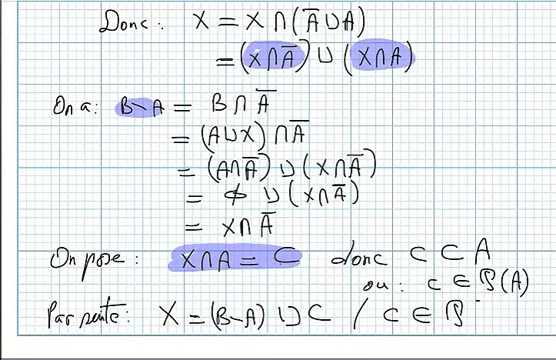 Donc : X = X ∩ (A̅ ∪ A)
= (X ∩ A̅) ∪ (X ∩ A)
On a : B \ A = B ∩ A̅
= (A ∪ X) ∩ A̅
= (A ∩ A̅) ∪ (X ∩ A̅)
= ϕ ∪ (X ∩ A̅)
= X ∩ A̅
On pose : X ∩ A = C donc C ⊂ A
ou : C ∈ 𝒫(A)
Par suite : X = (B \ A) ∪ C / C ∈ 𝒫